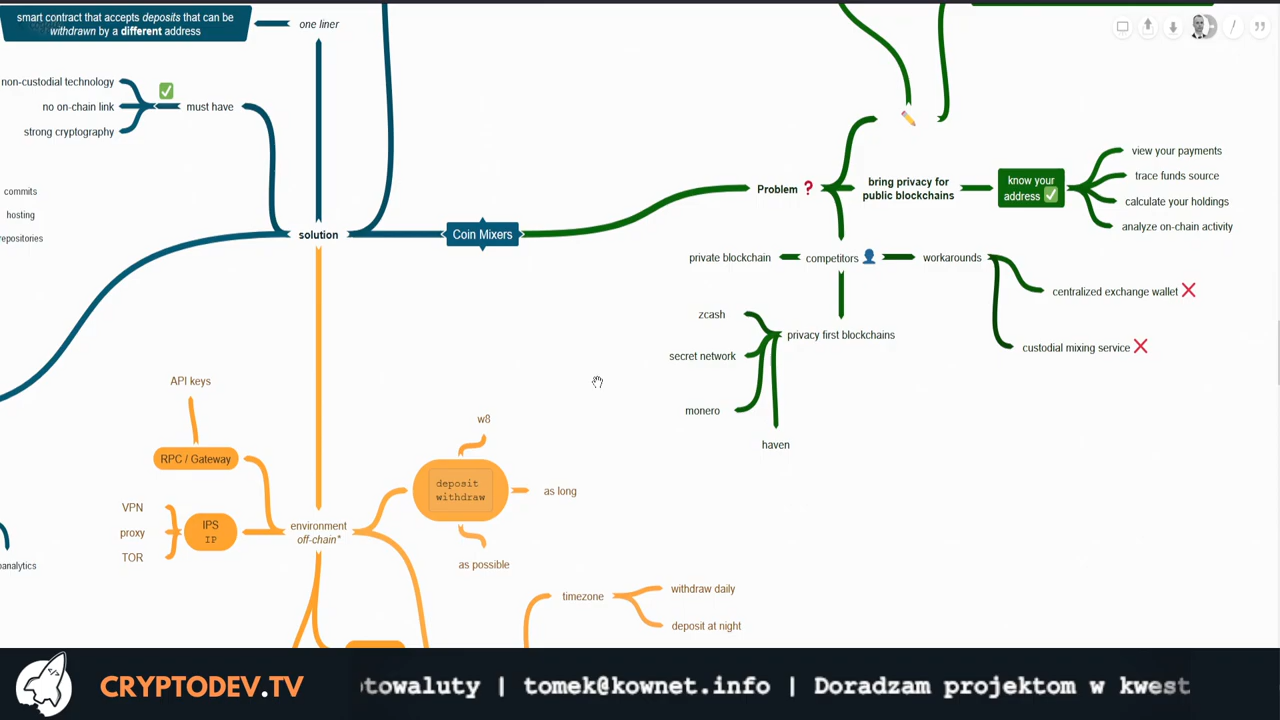 smart contract that accepts deposits that can be
withdrawn by a different address
one liner
non-custodial technology
no on-chain link
strong cryptography
must have
commits
hosting
repositories
solution
Coin Mixers
Problem
bring privacy for
public blockchains
know your
address
view your payments
trace funds source
calculate your holdings
analyze on-chain activity
private blockchain
competitors
workarounds
centralized exchange wallet
custodial mixing service
zcash
privacy first blockchains
secret network
monero
haven
API keys
RPC / Gateway
VPN
proxy
TOR
IPS
IP
environment
off-chain*
w8
deposit
withdraw
as long
as possible
analytics
timezone
withdraw daily
deposit at night
CRYPTODEV.TV
towaluty | tomek@kownet.info | Doradzam projektom w kwest